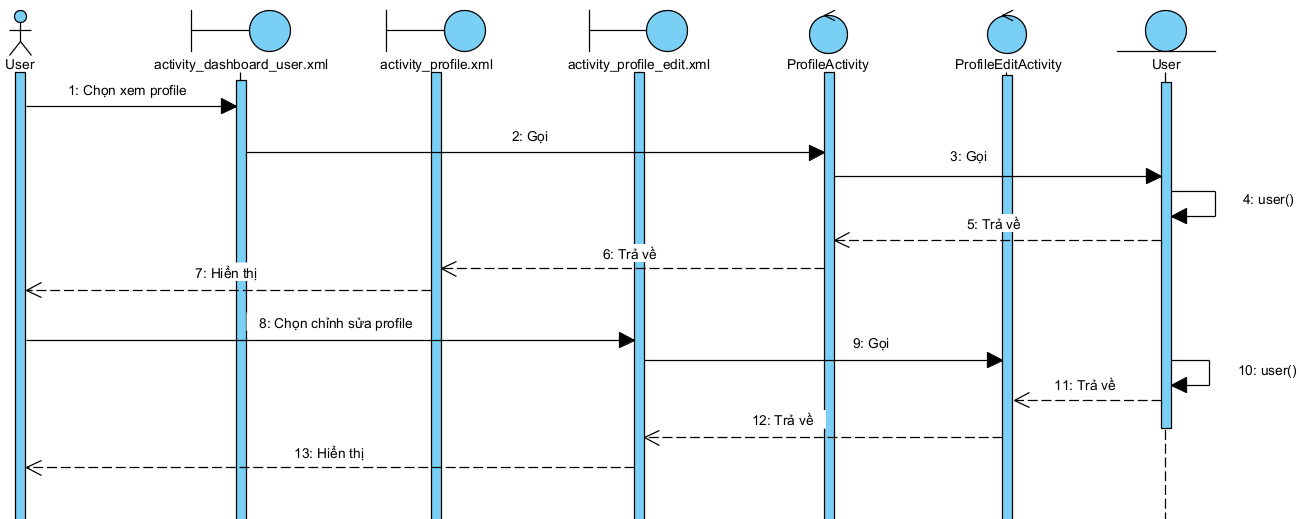 User
activity_dashboard_user.xml
activity_profile.xml
activity_profile_edit.xml
ProfileActivity
ProfileEditActivity
User
1: Chọn xem profile
2: Gọi
3: Gọi
4: user()
5: Trả về
6: Trả về
7: Hiển thị
8: Chọn chỉnh sửa profile
9: Gọi
10: user()
11: Trả về
12: Trả về
13: Hiển thị